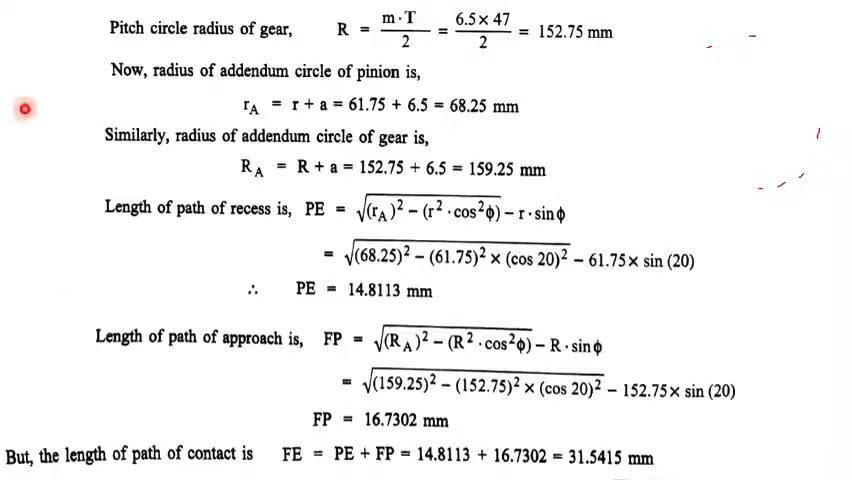 Pitch circle radius of gear, R = m·T / 2 = 6.5 × 47 / 2 = 152.75 mm
Now, radius of addendum circle of pinion is,
r_A = r + a = 61.75 + 6.5 = 68.25 mm
Similarly, radius of addendum circle of gear is,
R_A = R + a = 152.75 + 6.5 = 159.25 mm
Length of path of recess is, PE = √((r_A)² − (r² · cos²ϕ)) − r · sinϕ
= √((68.25)² − (61.75)² × (cos 20)²) − 61.75 × sin (20)
∴ PE = 14.8113 mm
Length of path of approach is, FP = √((R_A)² − (R² · cos²ϕ)) − R · sinϕ
= √((159.25)² − (152.75)² × (cos 20)²) − 152.75 × sin (20)
FP = 16.7302 mm
But, the length of path of contact is FE = PE + FP = 14.8113 + 16.7302 = 31.5415 mm